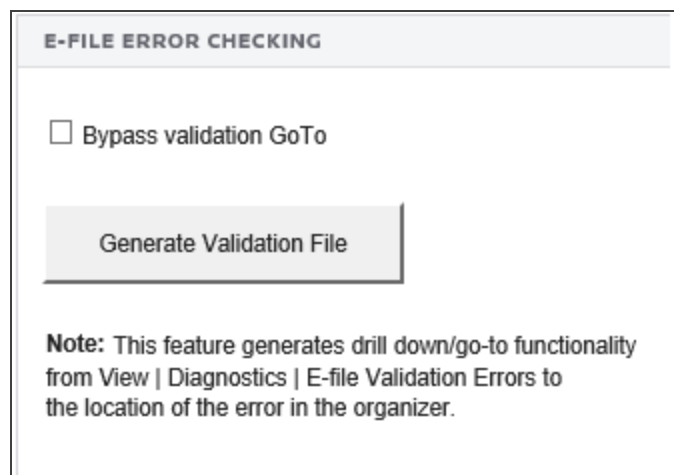 E-FILE ERROR CHECKING
Bypass validation GoTo
Generate Validation File
Note: This feature generates drill down/go-to functionality
from View | Diagnostics | E-file Validation Errors to
the location of the error in the organizer.